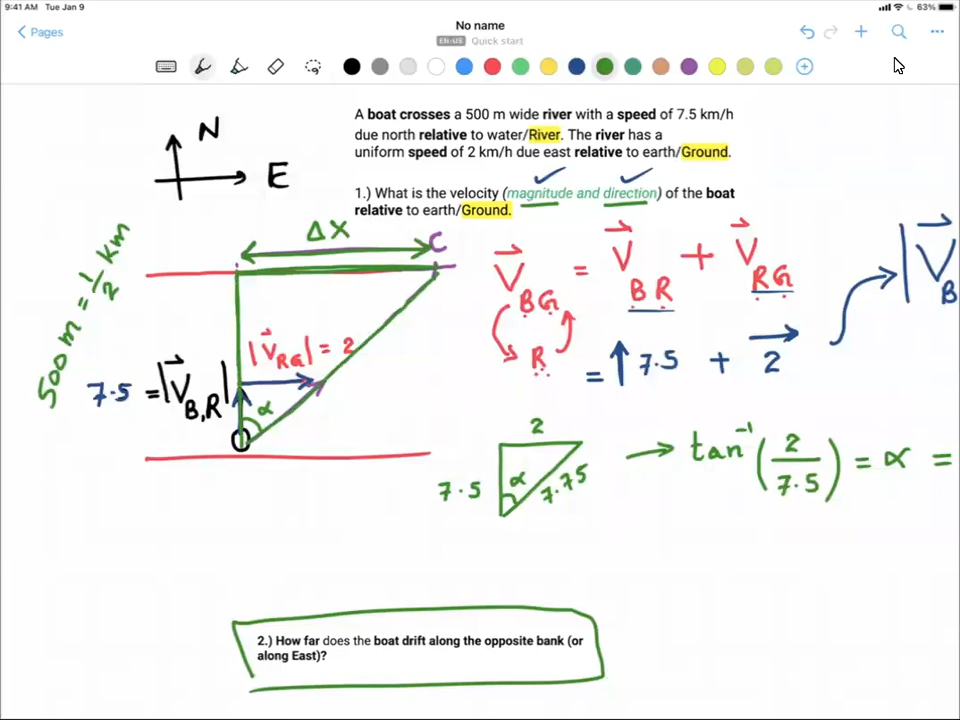 9:41 AM Tue Jan 9
63%
No name
Pages
EN-US Quick start
A boat crosses a 500 m wide river with a speed of 7.5 km/h
due north relative to water/River. The river has a
uniform speed of 2 km/h due east relative to earth/Ground.
1.) What is the velocity (magnitude and direction) of the boat
relative to earth/Ground.
N
E
500 m = 1/2 km
ΔX
C
|V⃗RG| = 2
7.5 = |V⃗B,R|
α
O
V⃗BG = V⃗BR + V⃗RG
R
= ↑ 7.5 + 2⃗
|V⃗B
2
7.5
α
7.75
→ tan⁻¹(2/7.5) = α =
2.) How far does the boat drift along the opposite bank (or
along East)?